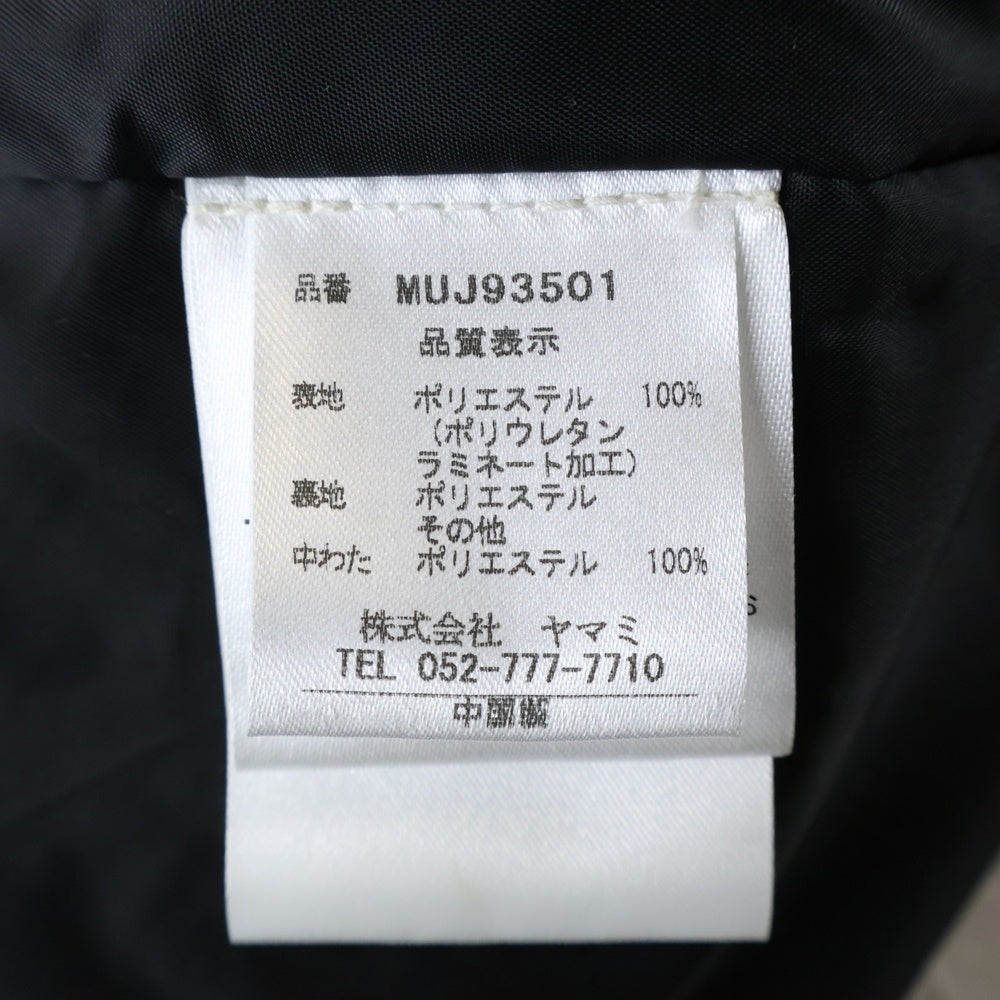 品番 MUJ93501
品質表示
表地 ポリエステル 100%
（ポリウレタン
ラミネート加工）
裏地 ポリエステル
その他
中わた ポリエステル 100%
株式会社 ヤマミ
TEL 052-777-7710
中国製